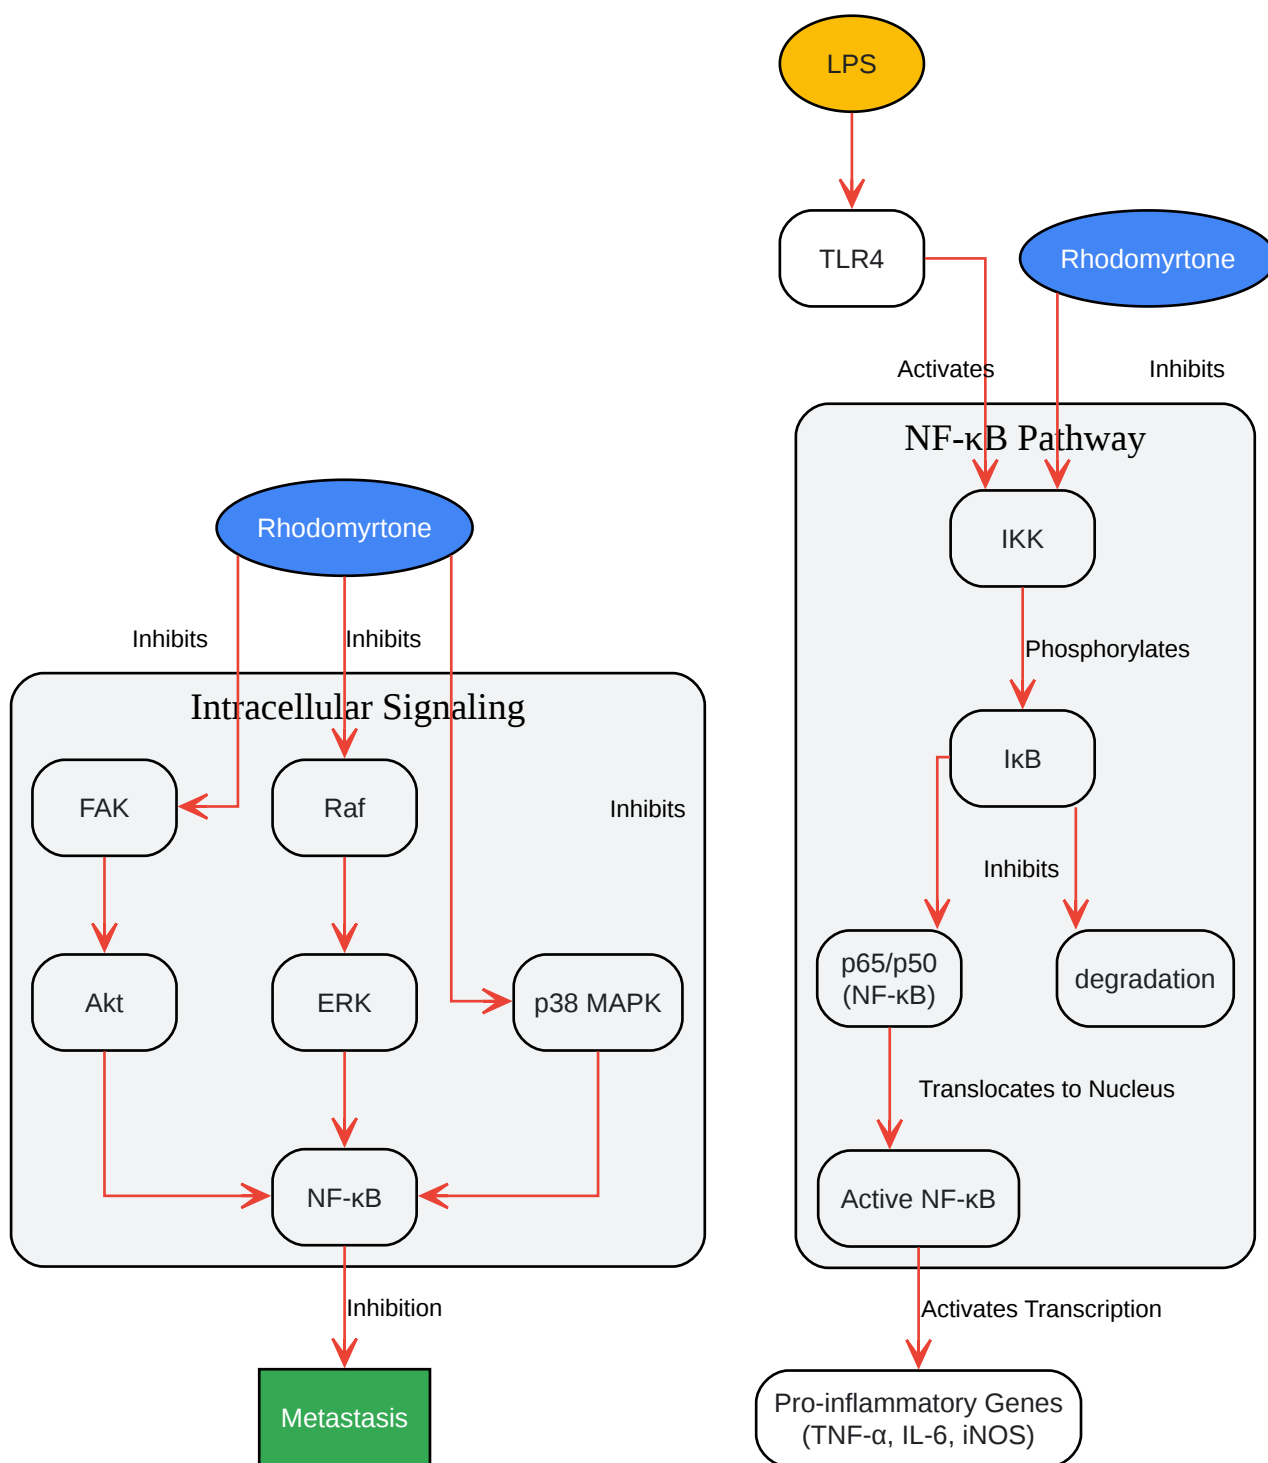 LPS
TLR4
Rhodomyrtone
Activates
Inhibits
NF-κB Pathway
IKK
Phosphorylates
IκB
Inhibits
p65/p50
(NF-κB)
degradation
Translocates to Nucleus
Active NF-κB
Activates Transcription
Pro-inflammatory Genes
(TNF-α, IL-6, iNOS)
Rhodomyrtone
Inhibits
Inhibits
Intracellular Signaling
FAK
Raf
Inhibits
Akt
ERK
p38 MAPK
NF-κB
Inhibition
Metastasis